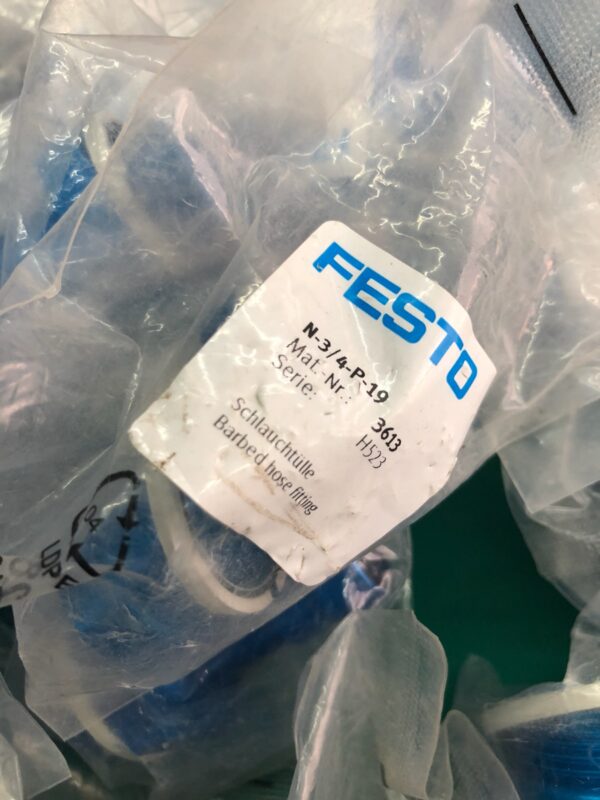 FESTO
N-3/4-P-19
Mat.-Nr.: 3613
Serie: H523
Schlauchtülle
Barbed hose fitting